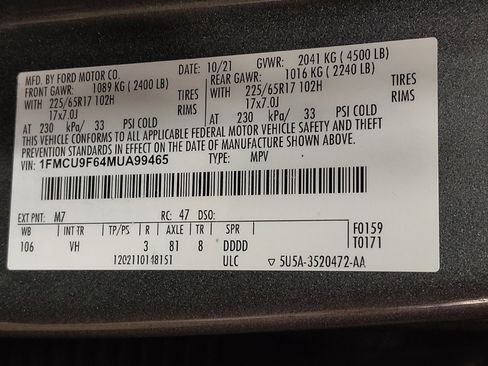 MFD. BY FORD MOTOR CO. DATE: 10/21 GVWR: 2041 KG ( 4500 LB)
FRONT GAWR: 1089 KG ( 2400 LB) REAR GAWR: 1016 KG ( 2240 LB)
WITH 225/65R17 102H TIRES WITH 225/65R17 102H TIRES
17x7.0J RIMS 17x7.0J RIMS
AT 230 kPa/ 33 PSI COLD AT 230 kPa/ 33 PSI COLD
THIS VEHICLE CONFORMS TO ALL APPLICABLE FEDERAL MOTOR VEHICLE SAFETY AND THEFT
PREVENTION STANDARDS IN EFFECT ON THE DATE OF MANUFACTURE SHOWN ABOVE.
VIN: 1FMCU9F64MUA99465 TYPE: MPV
EXT PNT: M7 RC: 47 DSO:
WB INT TR TP/PS R AXLE TR SPR F0159
106 VH 3 81 8 DDDD T0171
ULC ▽ 5U5A-3520472-AA